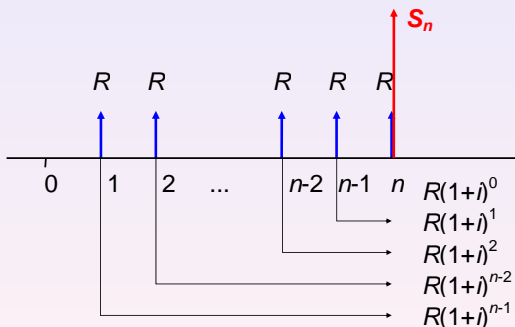 Sₙ
R R R R R
0 1 2 ... n-2 n-1 n
R(1+i)⁰
R(1+i)¹
R(1+i)²
R(1+i)ⁿ⁻²
R(1+i)ⁿ⁻¹